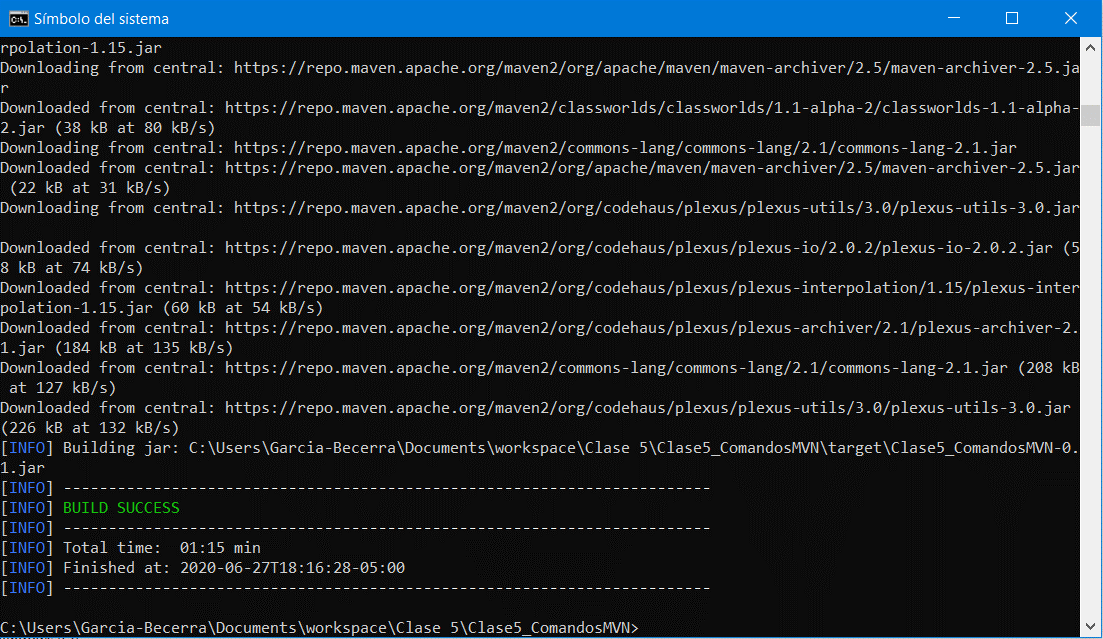 Símbolo del sistema
rpolation-1.15.jar
Downloading from central: https://repo.maven.apache.org/maven2/org/apache/maven/maven-archiver/2.5/maven-archiver-2.5.ja
r
Downloaded from central: https://repo.maven.apache.org/maven2/classworlds/classworlds/1.1-alpha-2/classworlds-1.1-alpha-
2.jar (38 kB at 80 kB/s)
Downloading from central: https://repo.maven.apache.org/maven2/commons-lang/commons-lang/2.1/commons-lang-2.1.jar
Downloaded from central: https://repo.maven.apache.org/maven2/org/apache/maven/maven-archiver/2.5/maven-archiver-2.5.jar
 (22 kB at 31 kB/s)
Downloading from central: https://repo.maven.apache.org/maven2/org/codehaus/plexus/plexus-utils/3.0/plexus-utils-3.0.jar
Downloaded from central: https://repo.maven.apache.org/maven2/org/codehaus/plexus/plexus-io/2.0.2/plexus-io-2.0.2.jar (5
8 kB at 74 kB/s)
Downloaded from central: https://repo.maven.apache.org/maven2/org/codehaus/plexus/plexus-interpolation/1.15/plexus-inter
polation-1.15.jar (60 kB at 54 kB/s)
Downloaded from central: https://repo.maven.apache.org/maven2/org/codehaus/plexus/plexus-archiver/2.1/plexus-archiver-2.
1.jar (184 kB at 135 kB/s)
Downloaded from central: https://repo.maven.apache.org/maven2/commons-lang/commons-lang/2.1/commons-lang-2.1.jar (208 kB
 at 127 kB/s)
Downloaded from central: https://repo.maven.apache.org/maven2/org/codehaus/plexus/plexus-utils/3.0/plexus-utils-3.0.jar
(226 kB at 132 kB/s)
[INFO] Building jar: C:\Users\Garcia-Becerra\Documents\workspace\Clase 5\Clase5_ComandosMVN\target\Clase5_ComandosMVN-0.
1.jar
[INFO] ------------------------------------------------------------------------
[INFO] BUILD SUCCESS
[INFO] ------------------------------------------------------------------------
[INFO] Total time:  01:15 min
[INFO] Finished at: 2020-06-27T18:16:28-05:00
[INFO] ------------------------------------------------------------------------
C:\Users\Garcia-Becerra\Documents\workspace\Clase 5\Clase5_ComandosMVN>